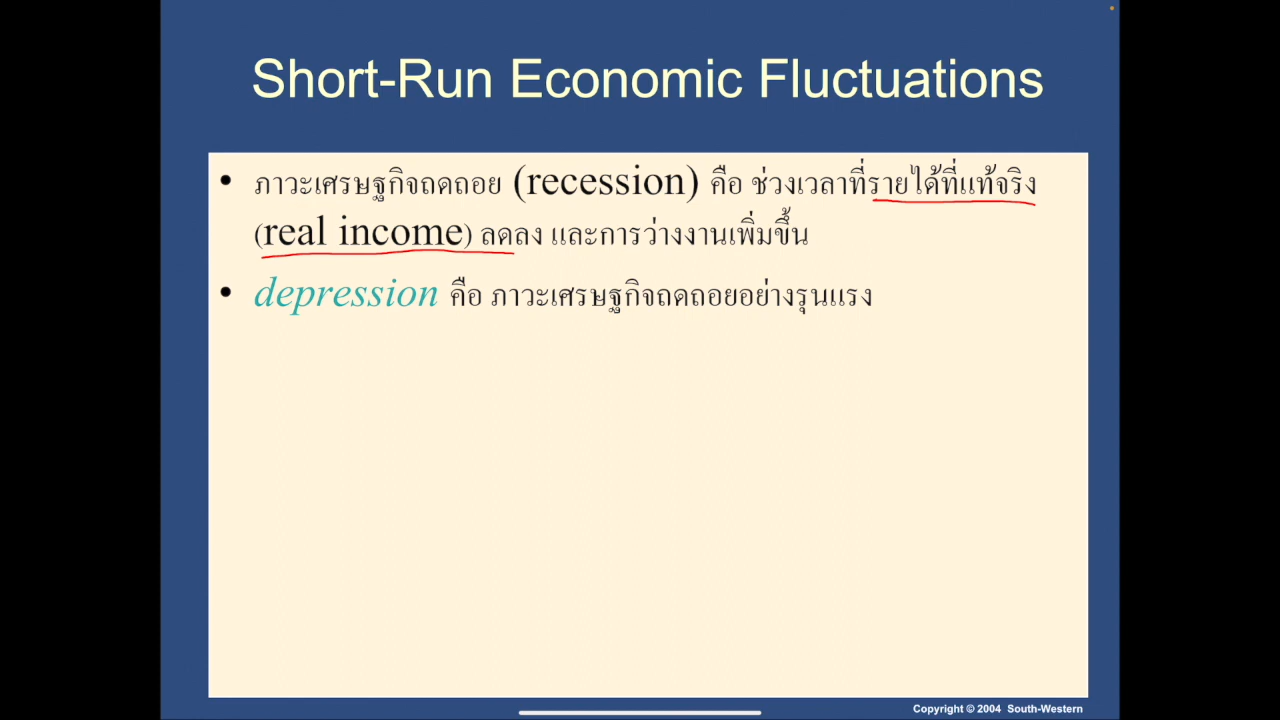 Short-Run Economic Fluctuations
• ภาวะเศรษฐกิจถดถอย (recession) คือ ช่วงเวลาที่รายได้ที่แท้จริง
(real income) ลดลง และการว่างงานเพิ่มขึ้น
• depression คือ ภาวะเศรษฐกิจถดถอยอย่างรุนแรง
Copyright © 2004 South-Western